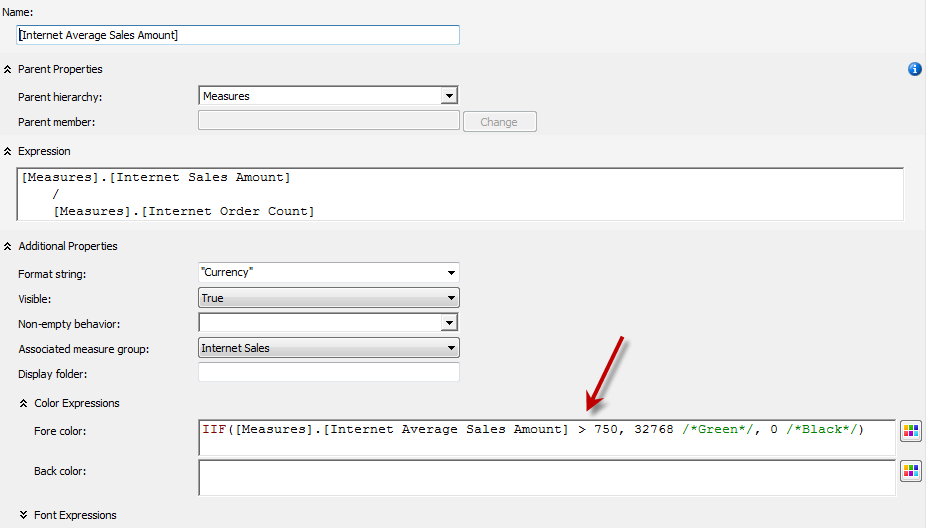 Name:
[Internet Average Sales Amount]
Parent Properties
Parent hierarchy: Measures
Parent member: Change
Expression
[Measures].[Internet Sales Amount]
/
[Measures].[Internet Order Count]
Additional Properties
Format string: "Currency"
Visible: True
Non-empty behavior:
Associated measure group: Internet Sales
Display folder:
Color Expressions
Fore color: IIF([Measures].[Internet Average Sales Amount] > 750, 32768 /*Green*/, 0 /*Black*/)
Back color:
Font Expressions